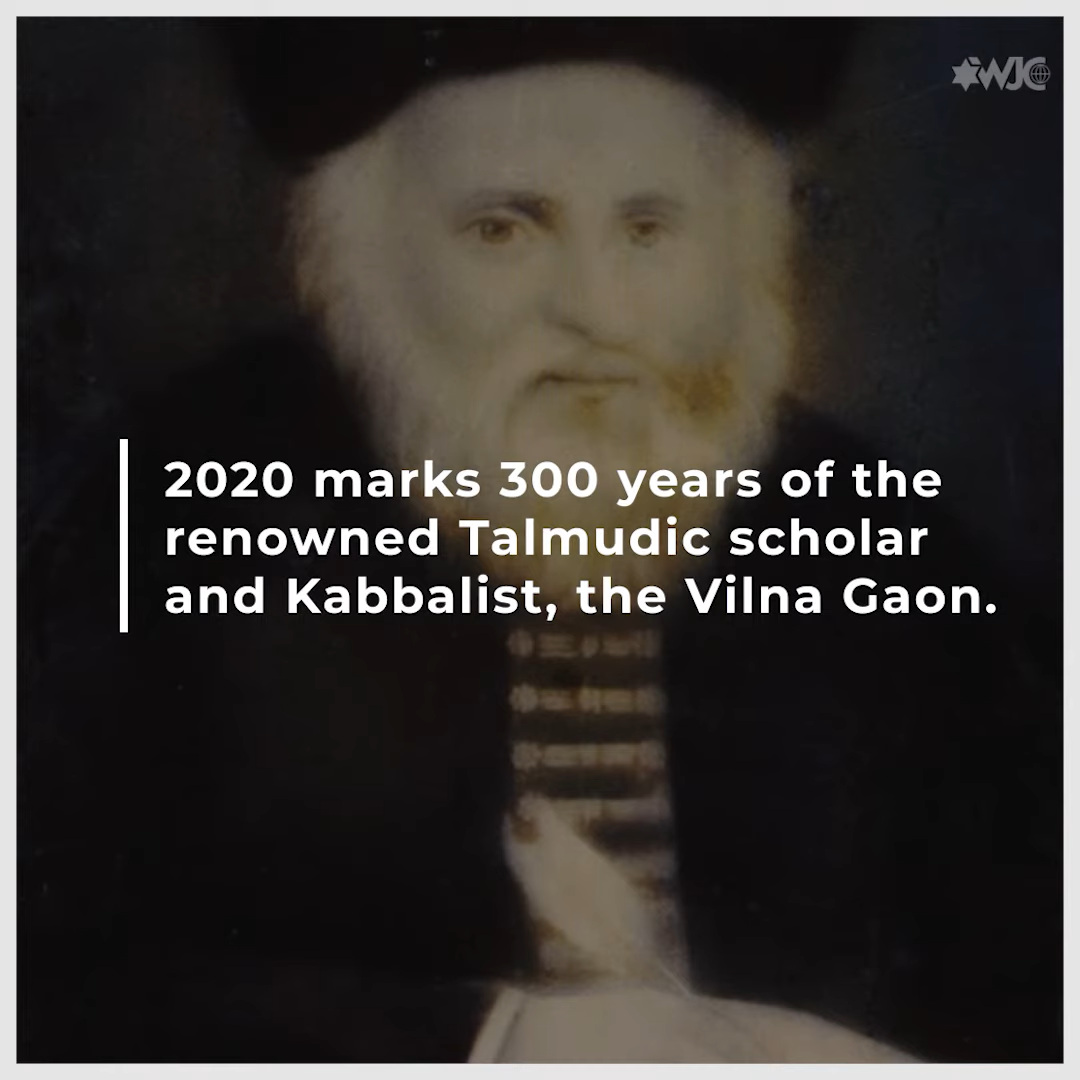 WJC
2020 marks 300 years of the
renowned Talmudic scholar
and Kabbalist, the Vilna Gaon.